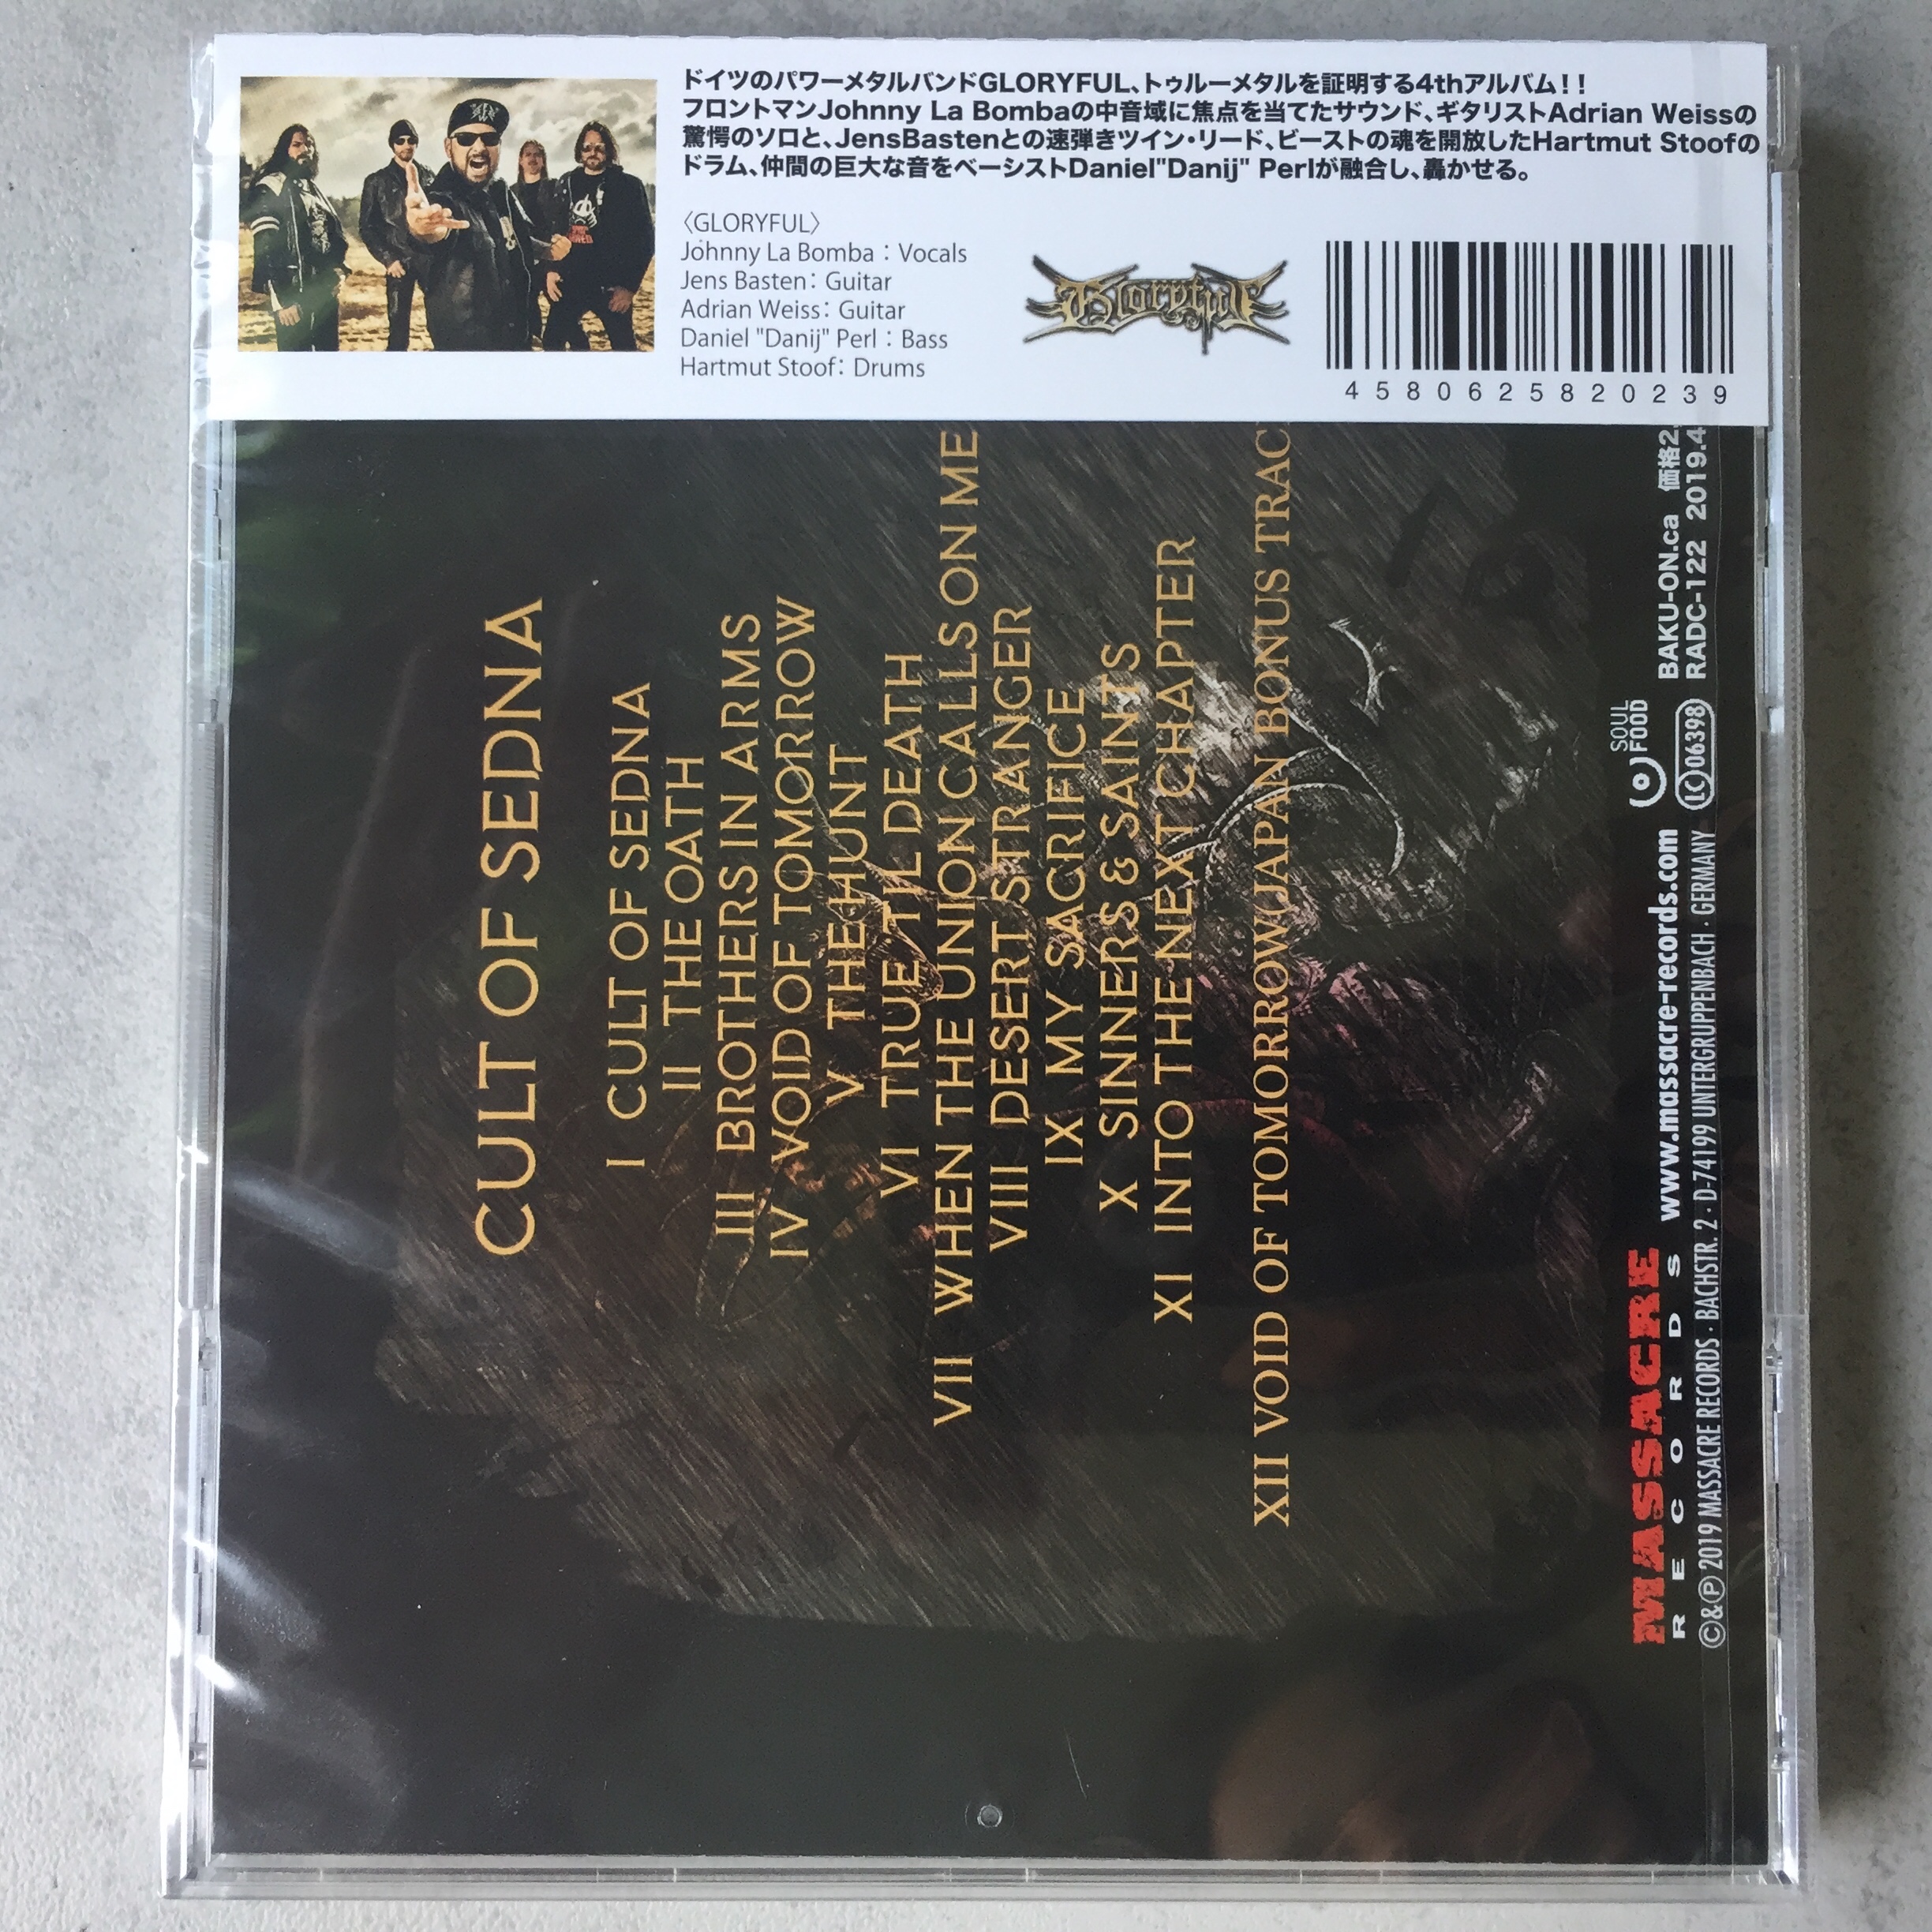 ドイツのパワーメタルバンドGLORYFUL、トゥルーメタルを証明する4thアルバム!!
フロントマンJohnny La Bombaの中音域に焦点を当てたサウンド、ギタリストAdrian Weissの
驚愕のソロと、JensBastenとの速弾きツイン・リード、ビーストの魂を開放したHartmut Stoofの
ドラム、仲間の巨大な音をベーシストDaniel"Danij" Perlが融合し、轟かせる。
〈GLORYFUL〉
Johnny La Bomba：Vocals
Jens Basten：Guitar
Adrian Weiss：Guitar
Daniel "Danij" Perl：Bass
Hartmut Stoof：Drums
Gloryful
4580625820239
CULT OF SEDNA
I CULT OF SEDNA
II THE OATH
III BROTHERS IN ARMS
IV VOID OF TOMORROW
V THE HUNT
VI TRUE 'TIL DEATH
VII WHEN THE UNION CALLS ON ME
VIII DESERT STRANGER
IX MY SACRIFICE
X SINNERS & SAINTS
XI INTO THE NEXT CHAPTER
XII VOID OF TOMORROW(JAPAN BONUS TRAC
MASSACRE
RECORDS
www.massacre-records.com
SOUL
FOOD
BAKU-ON.ca 価格2.
LC 06398
RADC-122 2019.4
©&℗ 2019 MASSACRE RECORDS · BACHSTR. 2 · D-74199 UNTERGRUPPENBACH · GERMANY